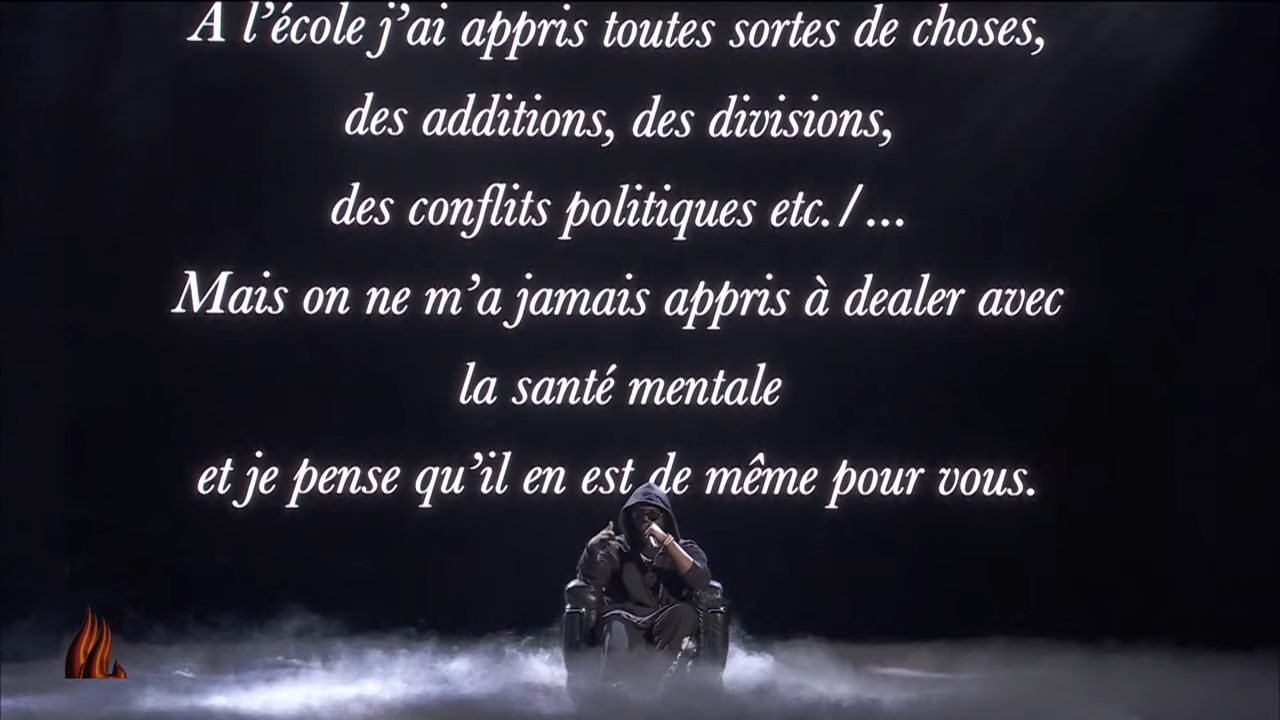 A l’école j’ai appris toutes sortes de choses,
des additions, des divisions,
des conflits politiques etc./…
Mais on ne m’a jamais appris à dealer avec
la santé mentale
et je pense qu’il en est de même pour vous.